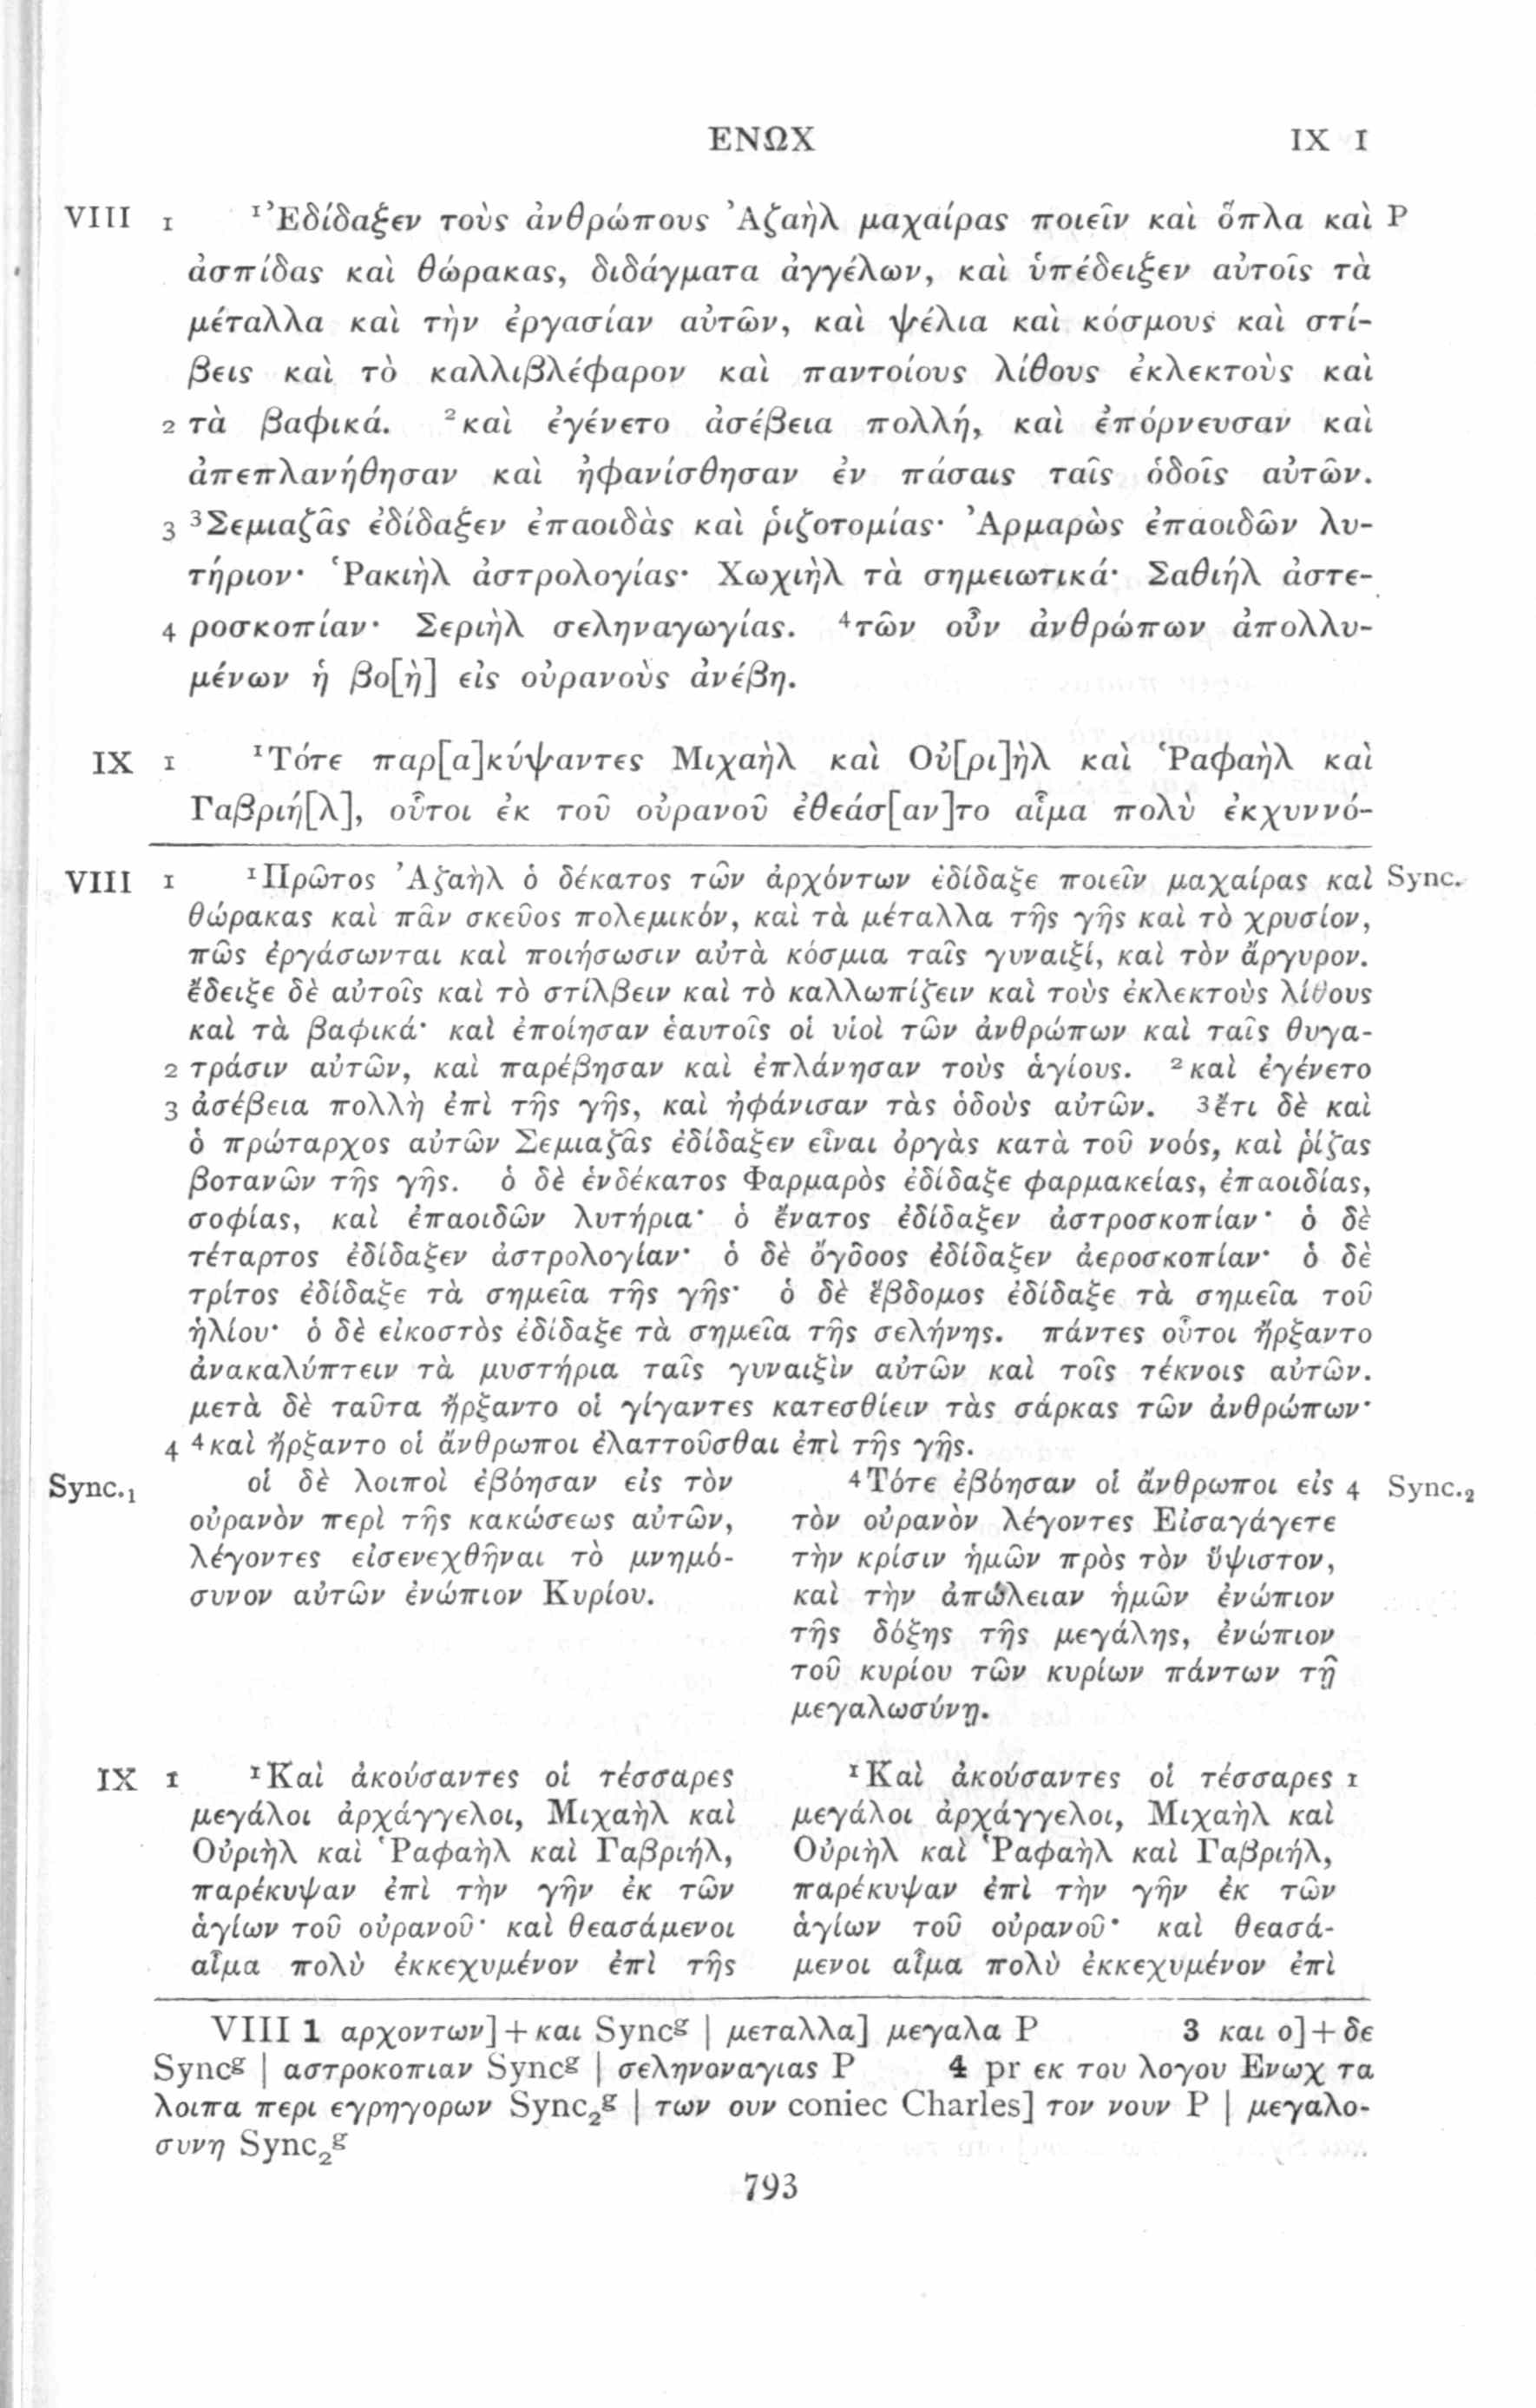 ΕΝΩΧ IX 1
VIII 1 ¹Ἐδίδαξεν τοὺς ἀνθρώπους Ἀζαὴλ μαχαίρας ποιεῖν καὶ ὅπλα καὶ P
ἀσπίδας καὶ θώρακας, διδάγματα ἀγγέλων, καὶ ὑπέδειξεν αὐτοῖς τὰ
μέταλλα καὶ τὴν ἐργασίαν αὐτῶν, καὶ ψέλια καὶ κόσμους καὶ στί-
βεις καὶ τὸ καλλιβλέφαρον καὶ παντοίους λίθους ἐκλεκτοὺς καὶ
2 τὰ βαφικά. ²καὶ ἐγένετο ἀσέβεια πολλή, καὶ ἐπόρνευσαν καὶ
ἀπεπλανήθησαν καὶ ἠφανίσθησαν ἐν πάσαις ταῖς ὁδοῖς αὐτῶν.
3 ³Σεμιαζᾶς ἐδίδαξεν ἐπαοιδὰς καὶ ῥιζοτομίας· Ἀρμαρὼς ἐπαοιδῶν λυ-
τήριον· Ῥακιὴλ ἀστρολογίας· Χωχιὴλ τὰ σημειωτικά· Σαθιὴλ ἀστε-
4 ροσκοπίαν· Σεριὴλ σεληναγωγίας. ⁴τῶν οὖν ἀνθρώπων ἀπολλυ-
μένων ἡ βο[ὴ] εἰς οὐρανοὺς ἀνέβη.
IX 1 ¹Τότε παρ[α]κύψαντες Μιχαὴλ καὶ Οὐ[ρι]ὴλ καὶ Ῥαφαὴλ καὶ
Γαβριή[λ], οὗτοι ἐκ τοῦ οὐρανοῦ ἐθεάσ[αν]το αἷμα πολὺ ἐκχυννό-
VIII 1 ¹Πρῶτος Ἀζαὴλ ὁ δέκατος τῶν ἀρχόντων ἐδίδαξε ποιεῖν μαχαίρας καὶ Sync.
θώρακας καὶ πᾶν σκεῦος πολεμικόν, καὶ τὰ μέταλλα τῆς γῆς καὶ τὸ χρυσίον,
πῶς ἐργάσωνται καὶ ποιήσωσιν αὐτὰ κόσμια ταῖς γυναιξί, καὶ τὸν ἄργυρον.
ἔδειξε δὲ αὐτοῖς καὶ τὸ στίλβειν καὶ τὸ καλλωπίζειν καὶ τοὺς ἐκλεκτοὺς λίθους
καὶ τὰ βαφικά· καὶ ἐποίησαν ἑαυτοῖς οἱ υἱοὶ τῶν ἀνθρώπων καὶ ταῖς θυγα-
2 τράσιν αὐτῶν, καὶ παρέβησαν καὶ ἐπλάνησαν τοὺς ἁγίους. ²καὶ ἐγένετο
3 ἀσέβεια πολλὴ ἐπὶ τῆς γῆς, καὶ ἠφάνισαν τὰς ὁδοὺς αὐτῶν. ³ἔτι δὲ καὶ
ὁ πρώταρχος αὐτῶν Σεμιαζᾶς ἐδίδαξεν εἶναι ὀργὰς κατὰ τοῦ νοός, καὶ ῥίζας
βοτανῶν τῆς γῆς. ὁ δὲ ἑνδέκατος Φαρμαρὸς ἐδίδαξε φαρμακείας, ἐπαοιδίας,
σοφίας, καὶ ἐπαοιδῶν λυτήρια· ὁ ἔνατος ἐδίδαξεν ἀστροσκοπίαν· ὁ δὲ
τέταρτος ἐδίδαξεν ἀστρολογίαν· ὁ δὲ ὄγδοος ἐδίδαξεν ἀεροσκοπίαν· ὁ δὲ
τρίτος ἐδίδαξε τὰ σημεῖα τῆς γῆς· ὁ δὲ ἕβδομος ἐδίδαξε τὰ σημεῖα τοῦ
ἡλίου· ὁ δὲ εἰκοστὸς ἐδίδαξε τὰ σημεῖα τῆς σελήνης. πάντες οὗτοι ἤρξαντο
ἀνακαλύπτειν τὰ μυστήρια ταῖς γυναιξὶν αὐτῶν καὶ τοῖς τέκνοις αὐτῶν.
μετὰ δὲ ταῦτα ἤρξαντο οἱ γίγαντες κατεσθίειν τὰς σάρκας τῶν ἀνθρώπων·
4 ⁴καὶ ἤρξαντο οἱ ἄνθρωποι ἐλαττοῦσθαι ἐπὶ τῆς γῆς.
Sync.₁ οἱ δὲ λοιποὶ ἐβόησαν εἰς τὸν
οὐρανὸν περὶ τῆς κακώσεως αὐτῶν,
λέγοντες εἰσενεχθῆναι τὸ μνημό-
συνον αὐτῶν ἐνώπιον Κυρίου.
⁴Τότε ἐβόησαν οἱ ἄνθρωποι εἰς 4 Sync.₂
τὸν οὐρανὸν λέγοντες Εἰσαγάγετε
τὴν κρίσιν ἡμῶν πρὸς τὸν ὕψιστον,
καὶ τὴν ἀπώλειαν ἡμῶν ἐνώπιον
τῆς δόξης τῆς μεγάλης, ἐνώπιον
τοῦ κυρίου τῶν κυρίων πάντων τῇ
μεγαλωσύνῃ.
IX 1 ¹Καὶ ἀκούσαντες οἱ τέσσαρες
μεγάλοι ἀρχάγγελοι, Μιχαὴλ καὶ
Οὐριὴλ καὶ Ῥαφαὴλ καὶ Γαβριήλ,
παρέκυψαν ἐπὶ τὴν γῆν ἐκ τῶν
ἁγίων τοῦ οὐρανοῦ· καὶ θεασάμενοι
αἷμα πολὺ ἐκκεχυμένον ἐπὶ τῆς
¹Καὶ ἀκούσαντες οἱ τέσσαρες 1
μεγάλοι ἀρχάγγελοι, Μιχαὴλ καὶ
Οὐριὴλ καὶ Ῥαφαὴλ καὶ Γαβριήλ,
παρέκυψαν ἐπὶ τὴν γῆν ἐκ τῶν
ἁγίων τοῦ οὐρανοῦ· καὶ θεασά-
μενοι αἷμα πολὺ ἐκκεχυμένον ἐπὶ
VIII 1 αρχοντων]+και Syncᵍ | μεταλλα] μεγαλα P 3 και ο]+δε
Syncᵍ | αστροκοπιαν Syncᵍ | σεληνοναγιας P 4 pr εκ του λογου Ενωχ τα
λοιπα περι εγρηγορων Sync₂ᵍ | των ουν coniec Charles] τον νουν P | μεγαλο-
συνη Sync₂ᵍ
793